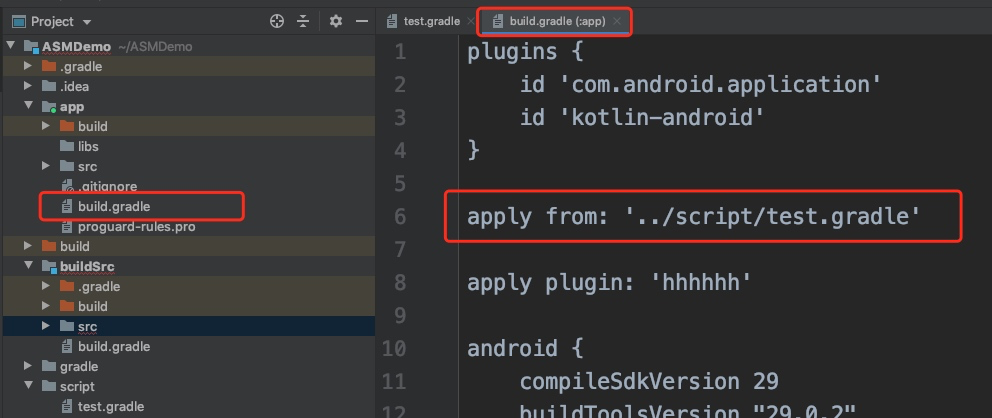 Project
test.gradle
build.gradle (:app)
ASMDemo ~/ASMDemo
.gradle
.idea
app
build
libs
src
.gitignore
build.gradle
proguard-rules.pro
build
buildSrc
.gradle
build
src
build.gradle
gradle
script
test.gradle
1 plugins {
2 id 'com.android.application'
3 id 'kotlin-android'
4 }
5
6 apply from: '../script/test.gradle'
7
8 apply plugin: 'hhhhhh'
9
10 android {
11 compileSdkVersion 29
12 buildToolsVersion "29.0.2"